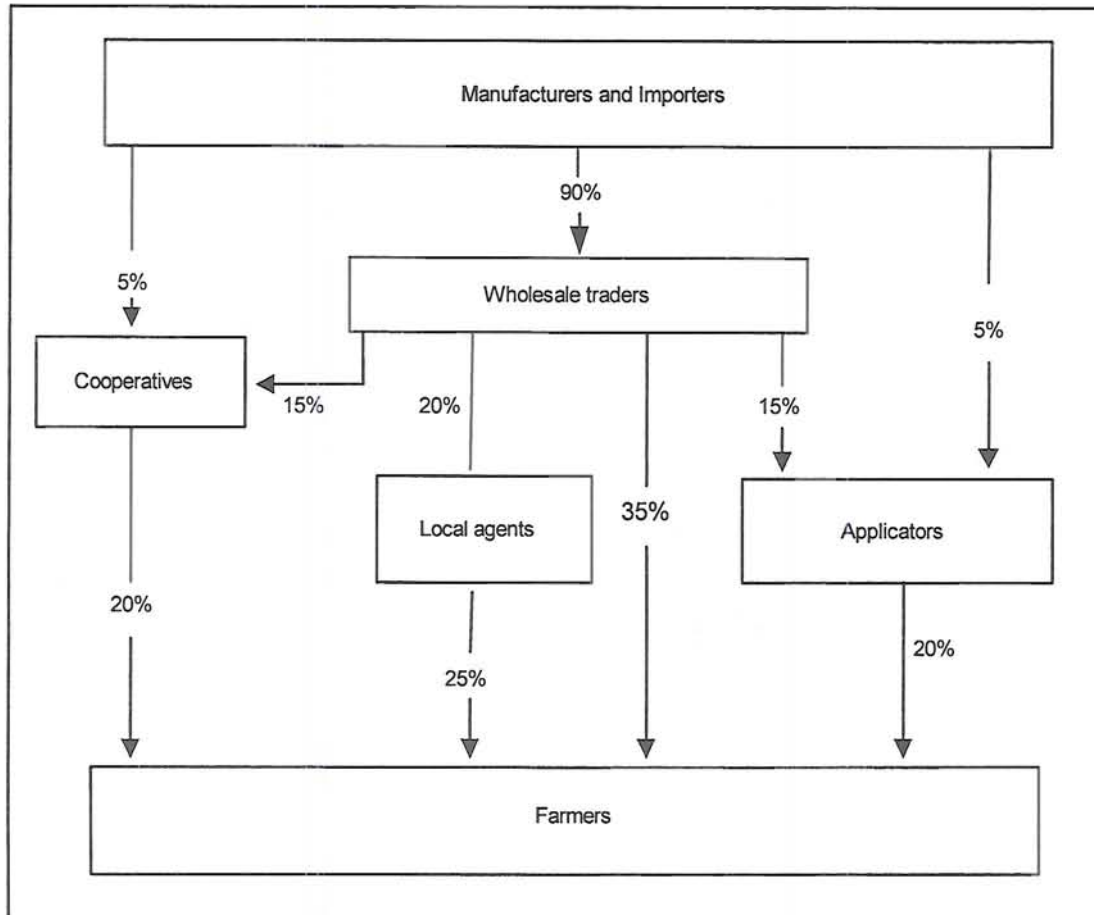 Manufacturers and Importers
90%
5%
Wholesale traders
5%
Cooperatives
15%
20%
15%
35%
Local agents
Applicators
20%
20%
25%
Farmers